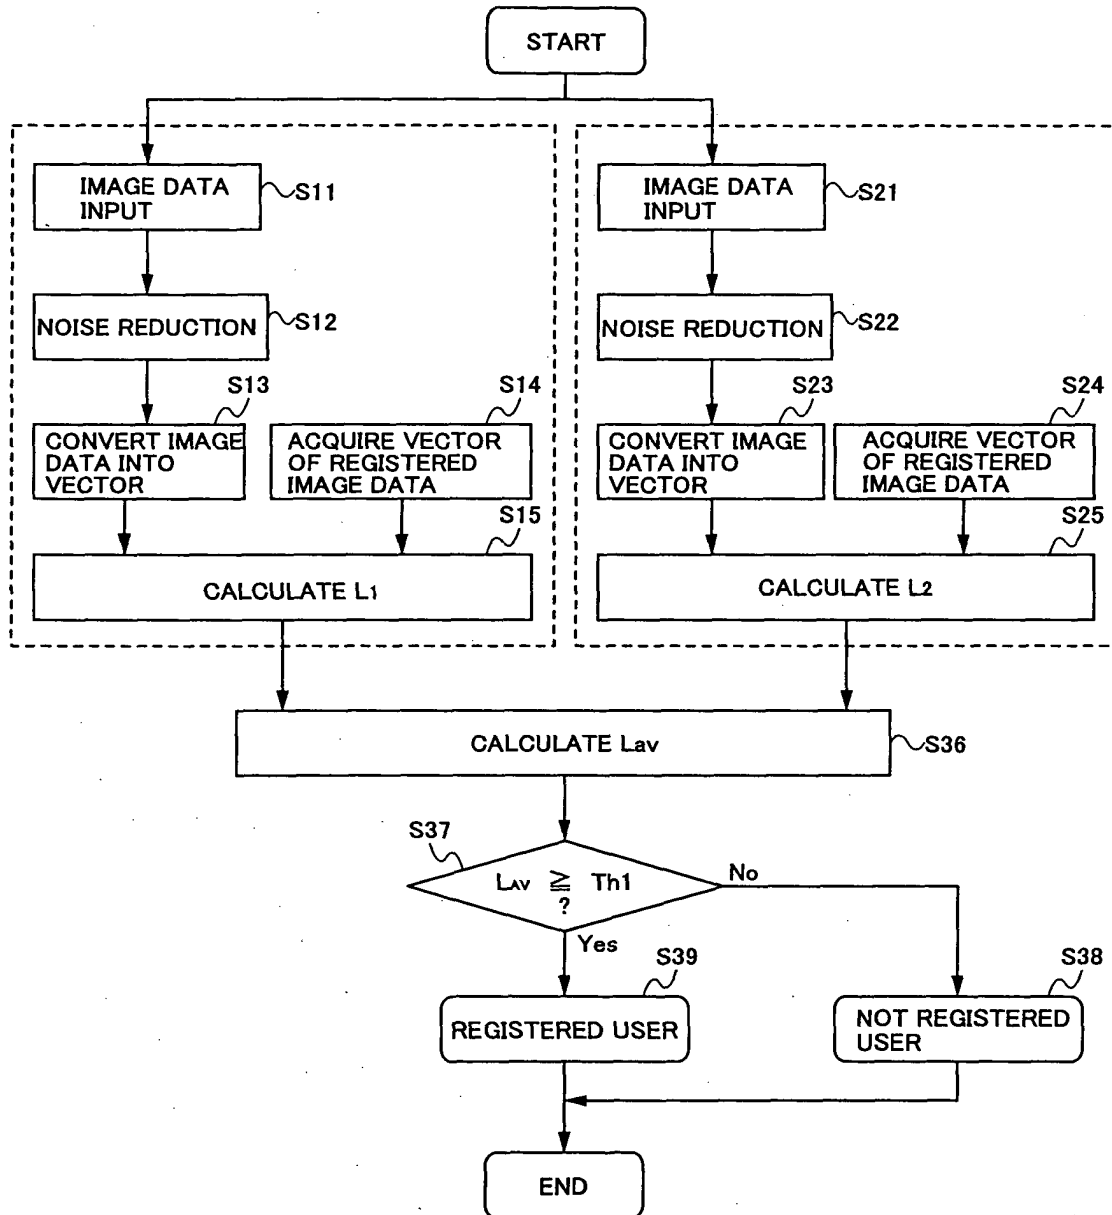 START
IMAGE DATA
INPUT
S11
NOISE REDUCTION
S12
S13
CONVERT IMAGE
DATA INTO
VECTOR
S14
ACQUIRE VECTOR
OF REGISTERED
IMAGE DATA
S15
CALCULATE L1
IMAGE DATA
INPUT
S21
NOISE REDUCTION
S22
S23
CONVERT IMAGE
DATA INTO
VECTOR
S24
ACQUIRE VECTOR
OF REGISTERED
IMAGE DATA
S25
CALCULATE L2
CALCULATE Lav
S36
S37
LAV ≧ Th1
?
No
Yes
S39
REGISTERED USER
S38
NOT REGISTERED
USER
END